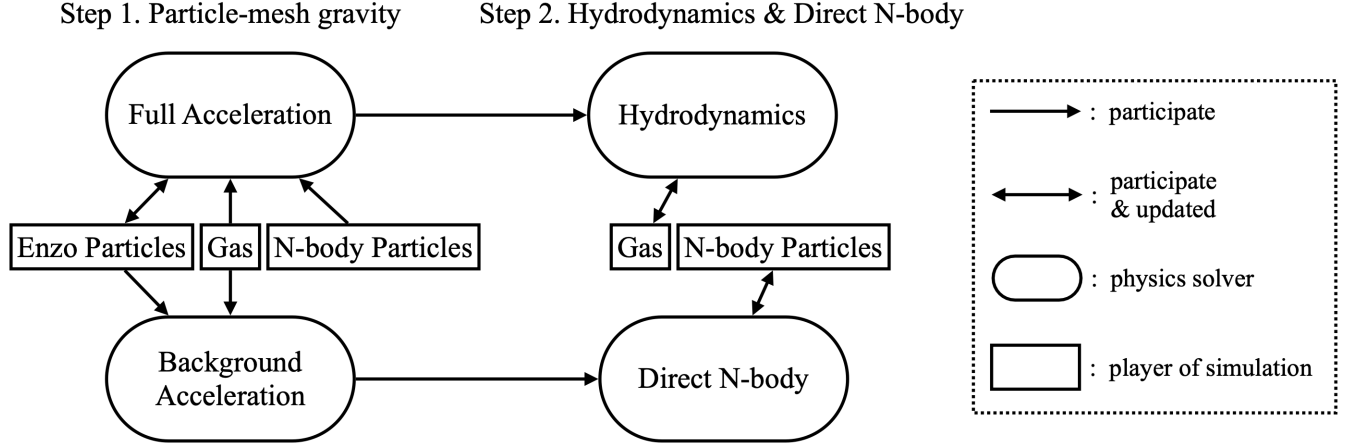 Step 1. Particle-mesh gravity
Step 2. Hydrodynamics & Direct N-body
Full Acceleration
Hydrodynamics
Enzo Particles
Gas
N-body Particles
Gas
N-body Particles
Background
Acceleration
Direct N-body
: participate
: participate
& updated
: physics solver
: player of simulation